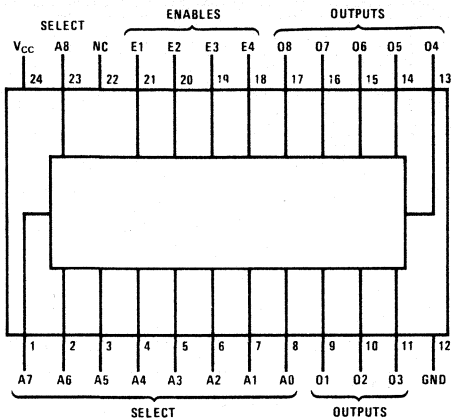 ENABLES OUTPUTS
SELECT
VCC A8 NC E1 E2 E3 E4 O8 O7 O6 O5 O4
24 23 22 21 20 19 18 17 16 15 14 13
1 2 3 4 5 6 7 8 9 10 11 12
A7 A6 A5 A4 A3 A2 A1 A0 O1 O2 O3 GND
SELECT OUTPUTS